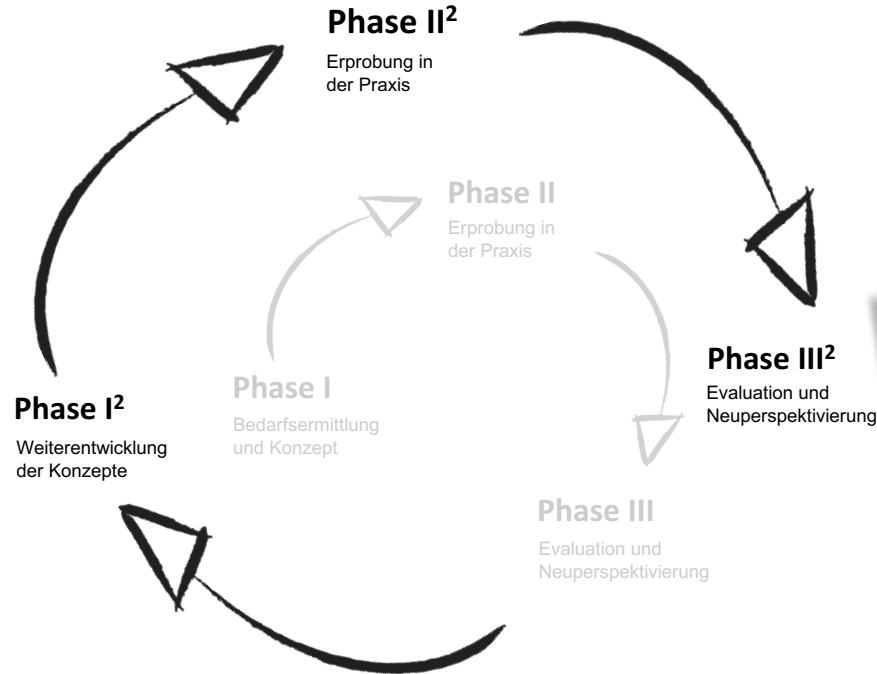 Phase II²
Erprobung in
der Praxis
Phase II
Erprobung in
der Praxis
Phase III²
Evaluation und
Neuperspektivierung
Phase I
Bedarfsermittlung
und Konzept
Phase I²
Weiterentwicklung
der Konzepte
Phase III
Evaluation und
Neuperspektivierung